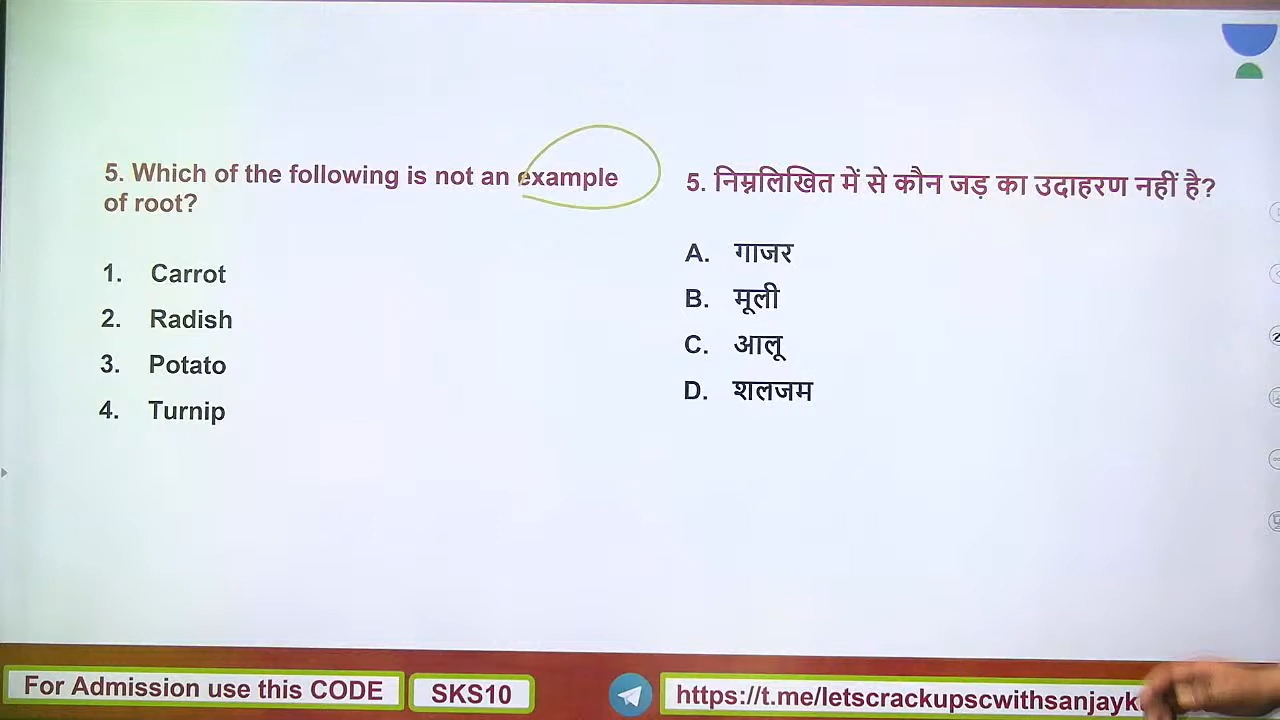 5. Which of the following is not an example
of root?
1. Carrot
2. Radish
3. Potato
4. Turnip
5. निम्नलिखित में से कौन जड़ का उदाहरण नहीं है?
A. गाजर
B. मूली
C. आलू
D. शलजम
For Admission use this CODE
SKS10
https://t.me/letscrackupscwithsanjayk